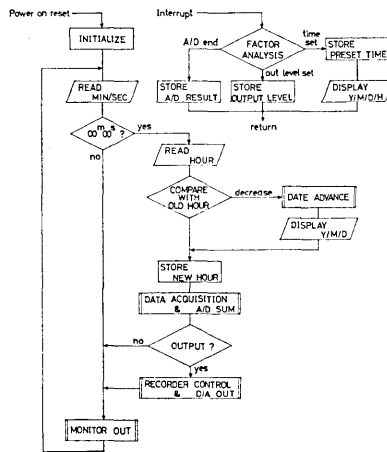 Power on reset
INITIALIZE
READ
MIN/SEC
00m 00s ?
yes
no
READ
HOUR
COMPARE
WITH
OLD HOUR
decrease
DATE ADVANCE
DISPLAY
Y/M/D
STORE
NEW HOUR
DATA ACQUISITION
& A/D SUM
OUTPUT ?
no
yes
RECORDER CONTROL
& D/A OUT
MONITOR OUT
Interrupt
FACTOR
ANALYSIS
A/D end
time
set
out level set
STORE
A/D RESULT
STORE
OUTPUT LEVEL
STORE
PRESET TIME
DISPLAY
Y/M/D/H
return